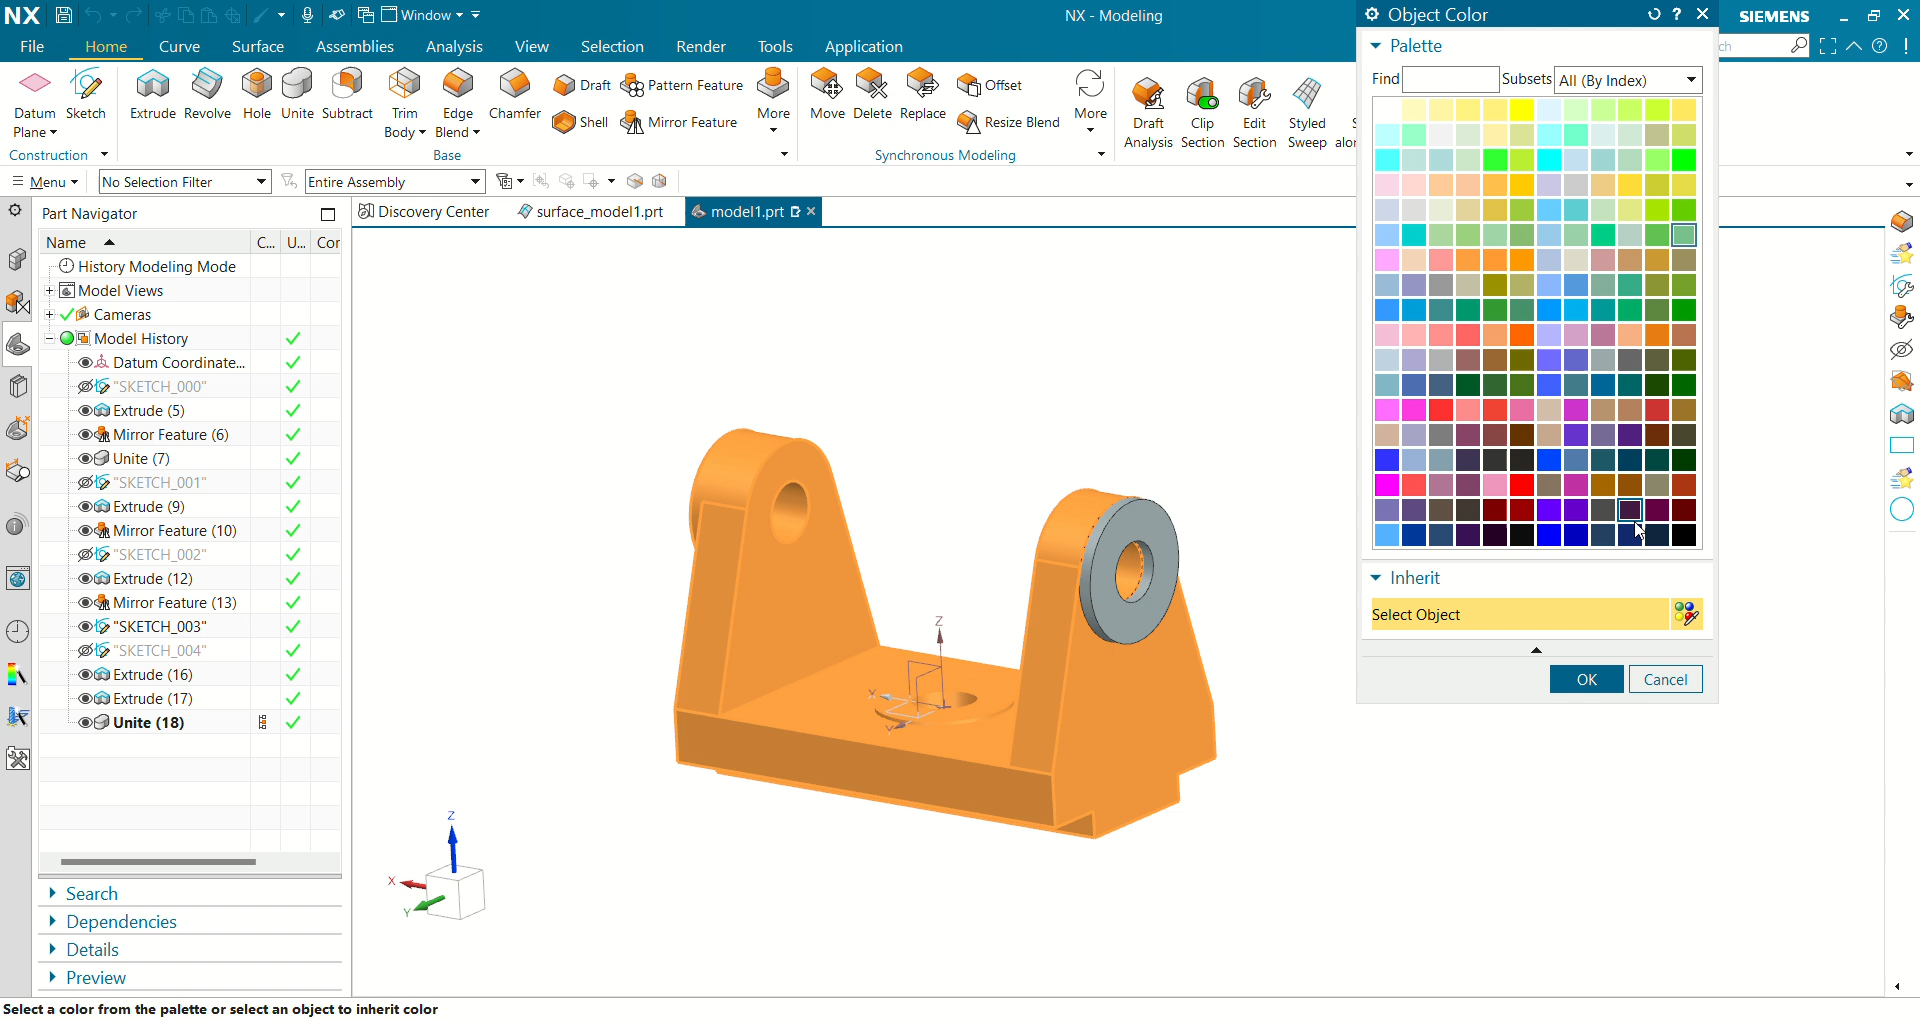 NX
Window
NX - Modeling
Object Color
SIEMENS
File
Home
Curve
Surface
Assemblies
Analysis
View
Selection
Render
Tools
Application
Palette
ch
Find
Subsets
All (By Index)
Datum
Plane
Sketch
Extrude
Revolve
Hole
Unite
Subtract
Trim
Body
Edge
Blend
Chamfer
Draft
Shell
Pattern Feature
Mirror Feature
More
Move
Delete
Replace
Offset
Resize Blend
More
Draft
Analysis
Clip
Section
Edit
Section
Styled
Sweep
Construction
Base
Synchronous Modeling
Menu
No Selection Filter
Entire Assembly
Part Navigator
Discovery Center
surface_model1.prt
model1.prt
Name
C...
U...
Cor
History Modeling Mode
Model Views
Cameras
Model History
Datum Coordinate...
"SKETCH_000"
Extrude (5)
Mirror Feature (6)
Unite (7)
"SKETCH_001"
Extrude (9)
Mirror Feature (10)
"SKETCH_002"
Extrude (12)
Mirror Feature (13)
"SKETCH_003"
"SKETCH_004"
Extrude (16)
Extrude (17)
Unite (18)
Search
Dependencies
Details
Preview
Z
Z
X
Y
Inherit
Select Object
OK
Cancel
Select a color from the palette or select an object to inherit color